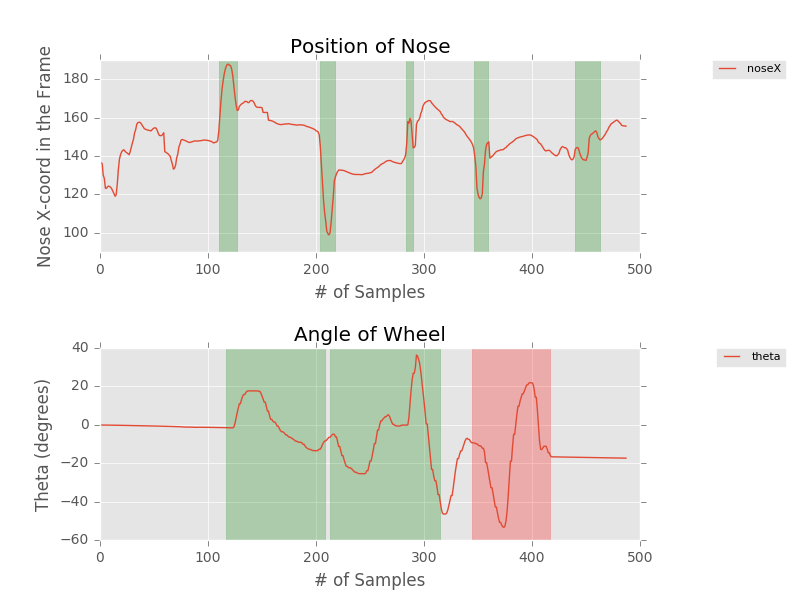 Position of Nose
Nose X-coord in the Frame
180
160
140
120
100
0 100 200 300 400 500
# of Samples
noseX
Angle of Wheel
Theta (degrees)
40
20
0
−20
−40
−60
0 100 200 300 400 500
# of Samples
theta